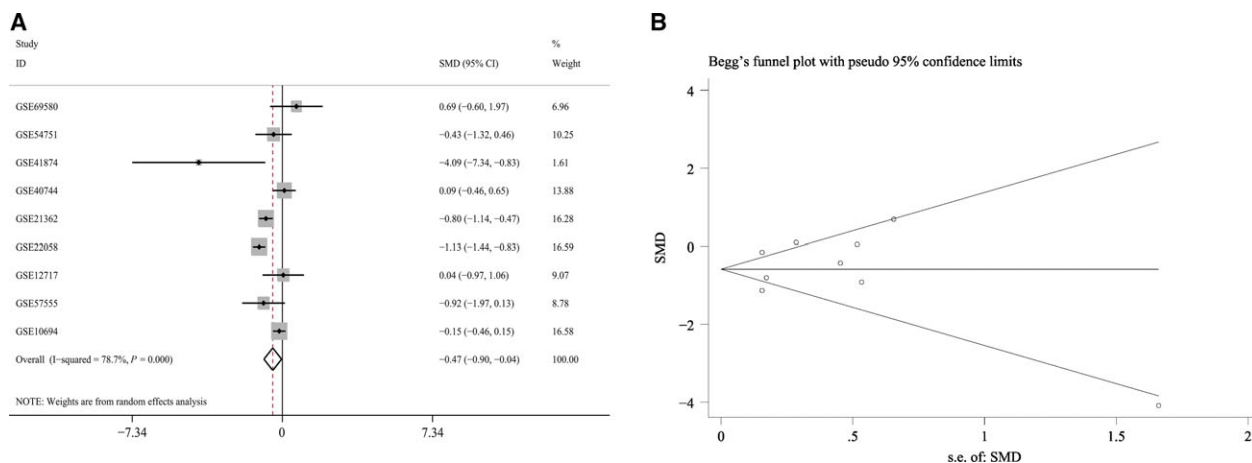 A
Study
ID
SMD (95% CI)
%
Weight
GSE69580 0.69 (−0.60, 1.97) 6.96
GSE54751 −0.43 (−1.32, 0.46) 10.25
GSE41874 −4.09 (−7.34, −0.83) 1.61
GSE40744 0.09 (−0.46, 0.65) 13.88
GSE21362 −0.80 (−1.14, −0.47) 16.28
GSE22058 −1.13 (−1.44, −0.83) 16.59
GSE12717 0.04 (−0.97, 1.06) 9.07
GSE57555 −0.92 (−1.97, 0.13) 8.78
GSE10694 −0.15 (−0.46, 0.15) 16.58
Overall (I−squared = 78.7%, P = 0.000) −0.47 (−0.90, −0.04) 100.00
NOTE: Weights are from random effects analysis
−7.34 0 7.34
B
Begg's funnel plot with pseudo 95% confidence limits
4
2
0
−2
−4
SMD
0 .5 1 1.5 2
s.e. of: SMD